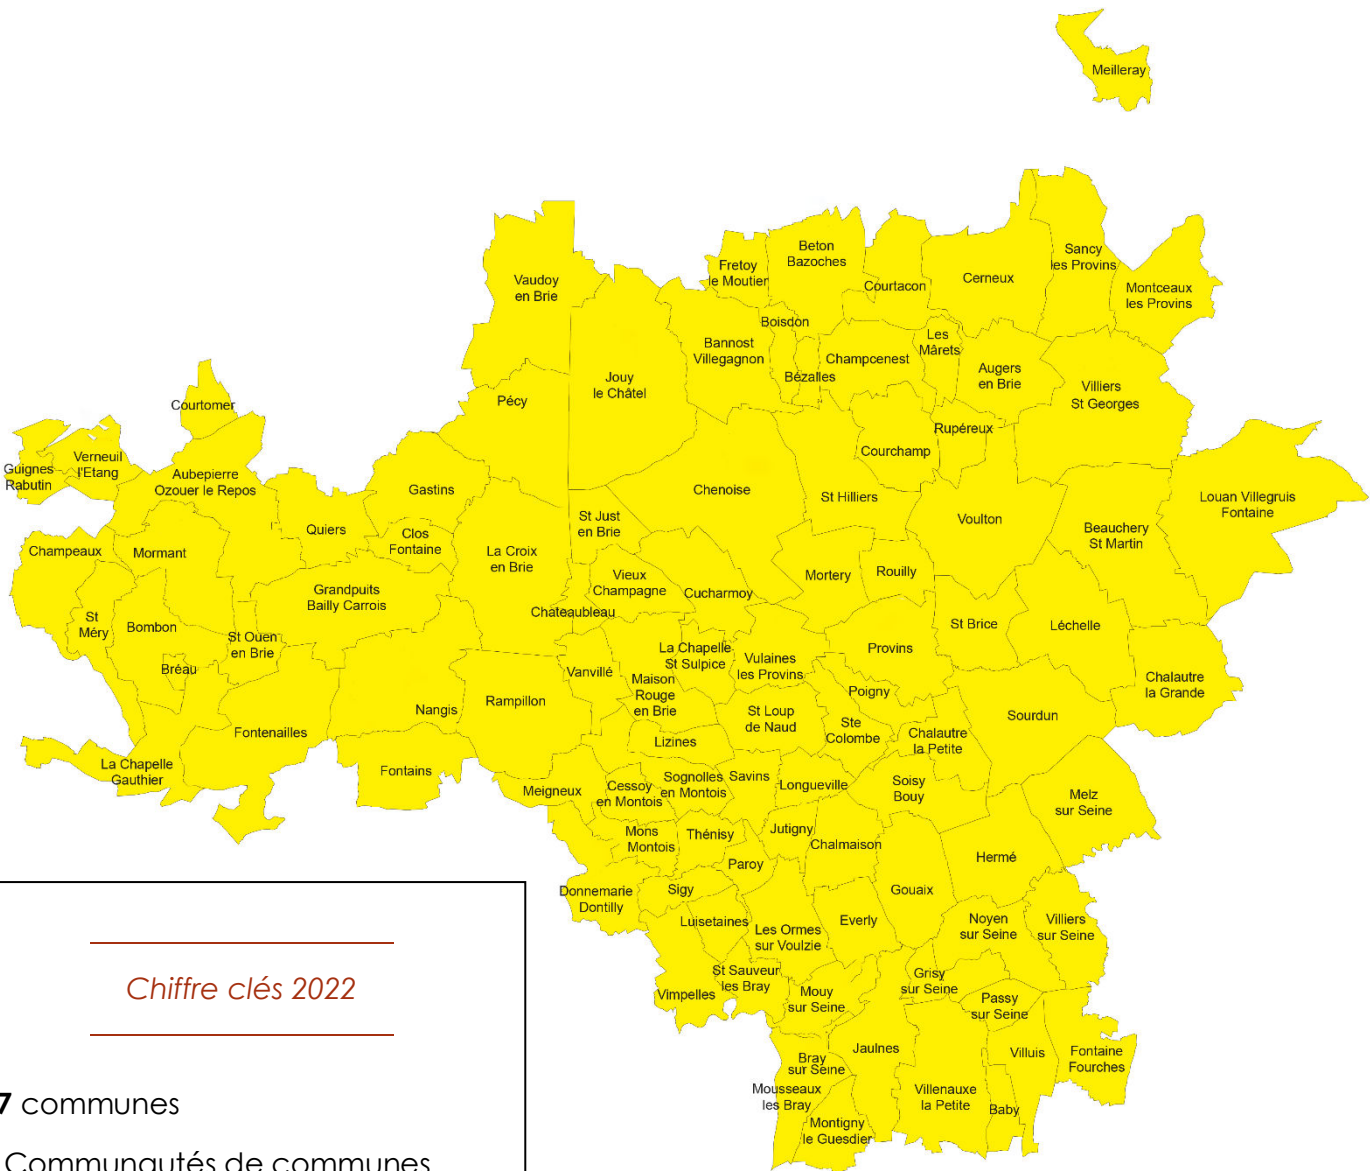 Meilleray
Sancy
les Provins
Montceaux
les Provins
Cerneux
Courtacon
Beton
Bazoches
Fretoy
le Moutier
Vaudoy
en Brie
Boisdon
Bannost
Villegagnon
Bézalles
Champcenest
Les
Mârets
Augers
en Brie
Villiers
St Georges
Jouy
le Châtel
Pécy
Courtomer
Rupéreux
Courchamp
Guignes
Rabutin
Verneuil
l'Etang
Aubepierre
Ozouer le Repos
Gastins
Chenoise
St Hilliers
Voulton
Louan Villegruis
Fontaine
Beauchery
St Martin
Quiers
Clos
Fontaine
St Just
en Brie
La Croix
en Brie
Champeaux
Mormant
Vieux
Champagne
Cucharmoy
Mortery
Rouilly
Grandpuits
Bailly Carrois
Chateaubleau
St
Méry
Bombon
St Ouen
en Brie
Bréau
St Brice
Léchelle
Provins
La Chapelle
St Sulpice
Vulaines
les Provins
Vanvillé
Maison
Rouge
en Brie
Poigny
Chalautre
la Grande
Rampillon
Nangis
Fontenailles
St Loup
de Naud
Ste
Colombe
Chalautre
la Petite
Sourdun
Lizines
La Chapelle
Gauthier
Fontains
Meigneux
Cessoy
en Montois
Sognolles
en Montois
Savins
Longueville
Soisy
Bouy
Melz
sur Seine
Mons
Montois
Thénisy
Jutigny
Chalmaison
Paroy
Hermé
Donnemarie
Dontilly
Sigy
Gouaix
Luisetaines
Les Ormes
sur Voulzie
Everly
Noyen
sur Seine
Villiers
sur Seine
St Sauveur
les Bray
Vimpelles
Mouy
sur Seine
Grisy
sur Seine
Passy
sur Seine
Jaulnes
Bray
sur Seine
Villuis
Fontaine
Fourches
Mousseaux
les Bray
Villenauxe
la Petite
Baby
Montigny
le Guesdier
Chiffre clés 2022
7 communes
Communautés de communes